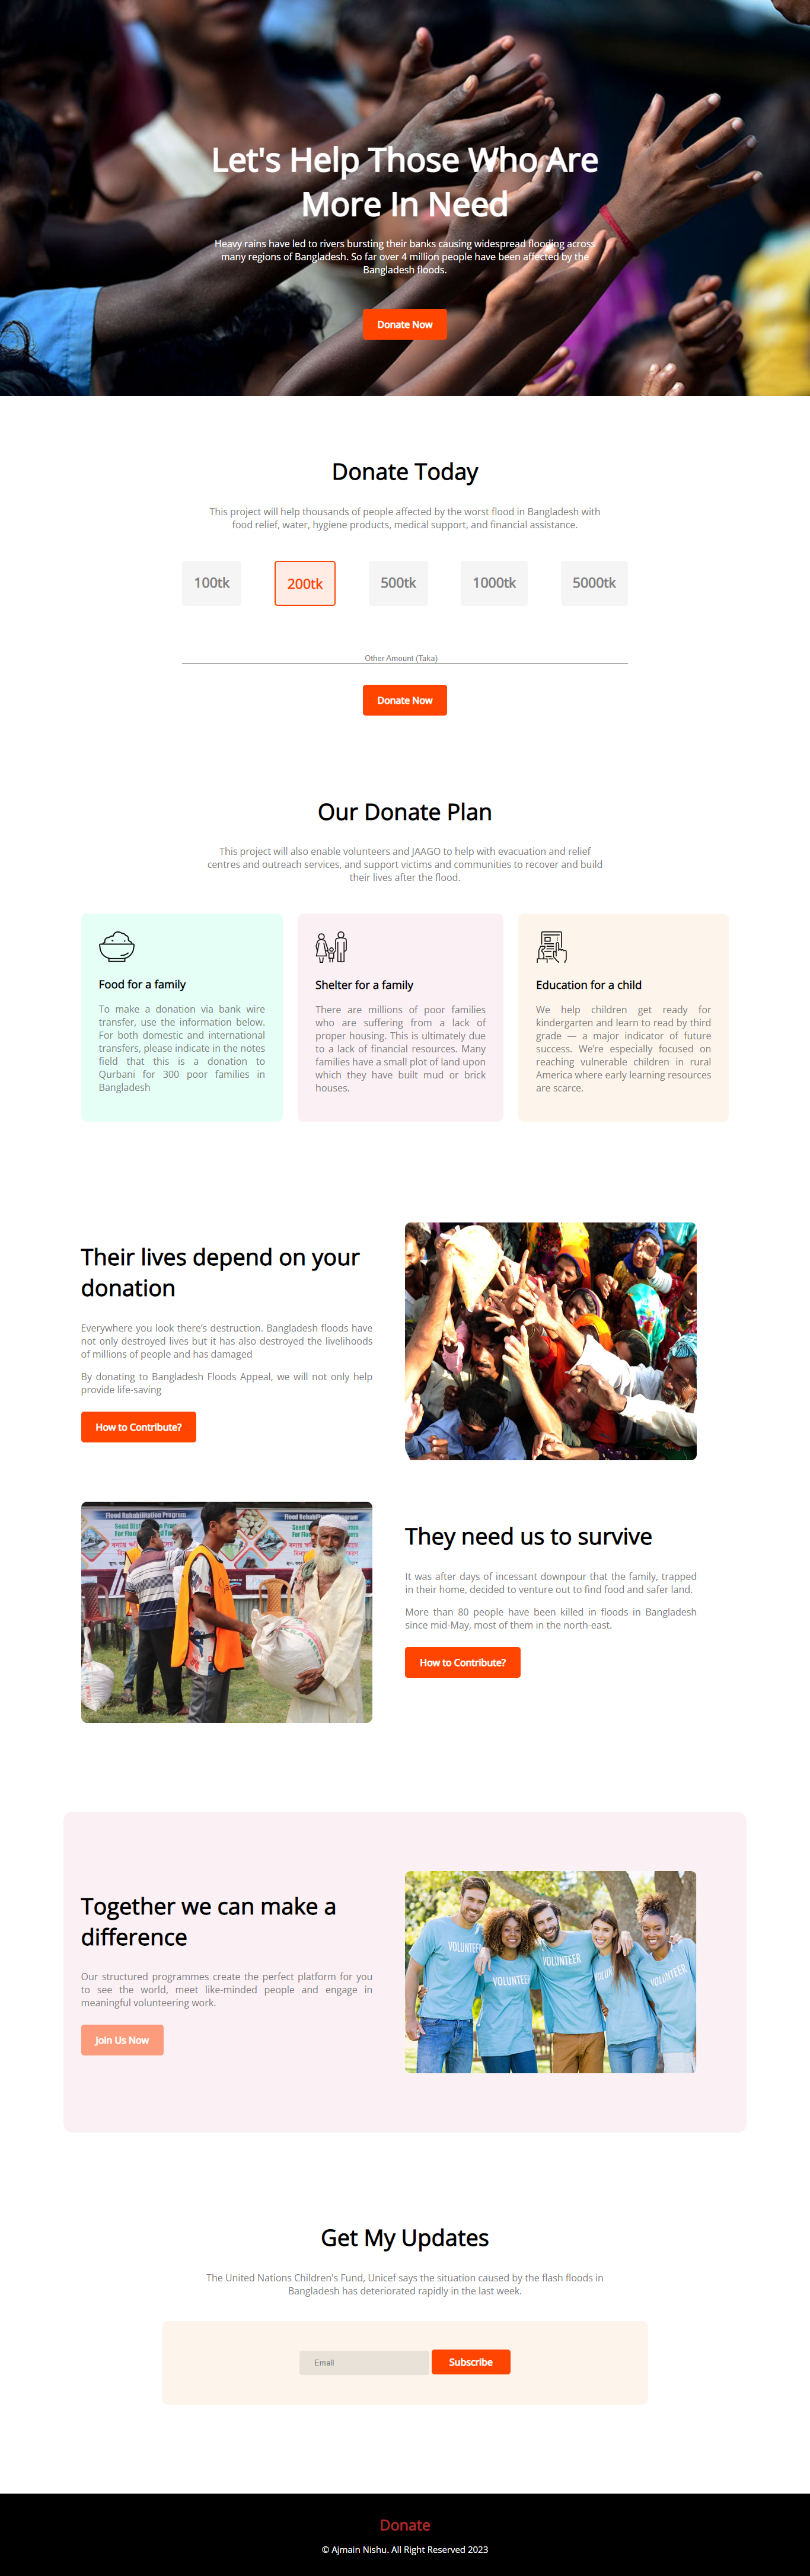 Let's Help Those Who Are
More In Need
Heavy rains have led to rivers bursting their banks causing widespread flooding across
many regions of Bangladesh. So far over 4 million people have been affected by the
Bangladesh floods.
Donate Now
Donate Today
This project will help thousands of people affected by the worst flood in Bangladesh with
food relief, water, hygiene products, medical support, and financial assistance.
100tk
200tk
500tk
1000tk
5000tk
Other Amount (Taka)
Donate Now
Our Donate Plan
This project will also enable volunteers and JAAGO to help with evacuation and relief
centres and outreach services, and support victims and communities to recover and build
their lives after the flood.
Food for a family
To make a donation via bank wire
transfer, use the information below.
For both domestic and international
transfers, please indicate in the notes
field that this is a donation to
Qurbani for 300 poor families in
Bangladesh
Shelter for a family
There are millions of poor families
who are suffering from a lack of
proper housing. This is ultimately due
to a lack of financial resources. Many
families have a small plot of land upon
which they have built mud or brick
houses.
Education for a child
We help children get ready for
kindergarten and learn to read by third
grade — a major indicator of future
success. We’re especially focused on
reaching vulnerable children in rural
America where early learning resources
are scarce.
Their lives depend on your
donation
Everywhere you look there’s destruction. Bangladesh floods have
not only destroyed lives but it has also destroyed the livelihoods
of millions of people and has damaged
By donating to Bangladesh Floods Appeal, we will not only help
provide life-saving
How to Contribute?
Flood Rehabilitation Program
They need us to survive
It was after days of incessant downpour that the family, trapped
in their home, decided to venture out to find food and safer land.
More than 80 people have been killed in floods in Bangladesh
since mid-May, most of them in the north-east.
How to Contribute?
Together we can make a
difference
Our structured programmes create the perfect platform for you
to see the world, meet like-minded people and engage in
meaningful volunteering work.
Join Us Now
VOLUNTEER
VOLUNTEER
VOLUNTEER
VOLUNTEER
Get My Updates
The United Nations Children’s Fund, Unicef says the situation caused by the flash floods in
Bangladesh has deteriorated rapidly in the last week.
Email
Subscribe
Donate
© Ajmain Nishu. All Right Reserved 2023